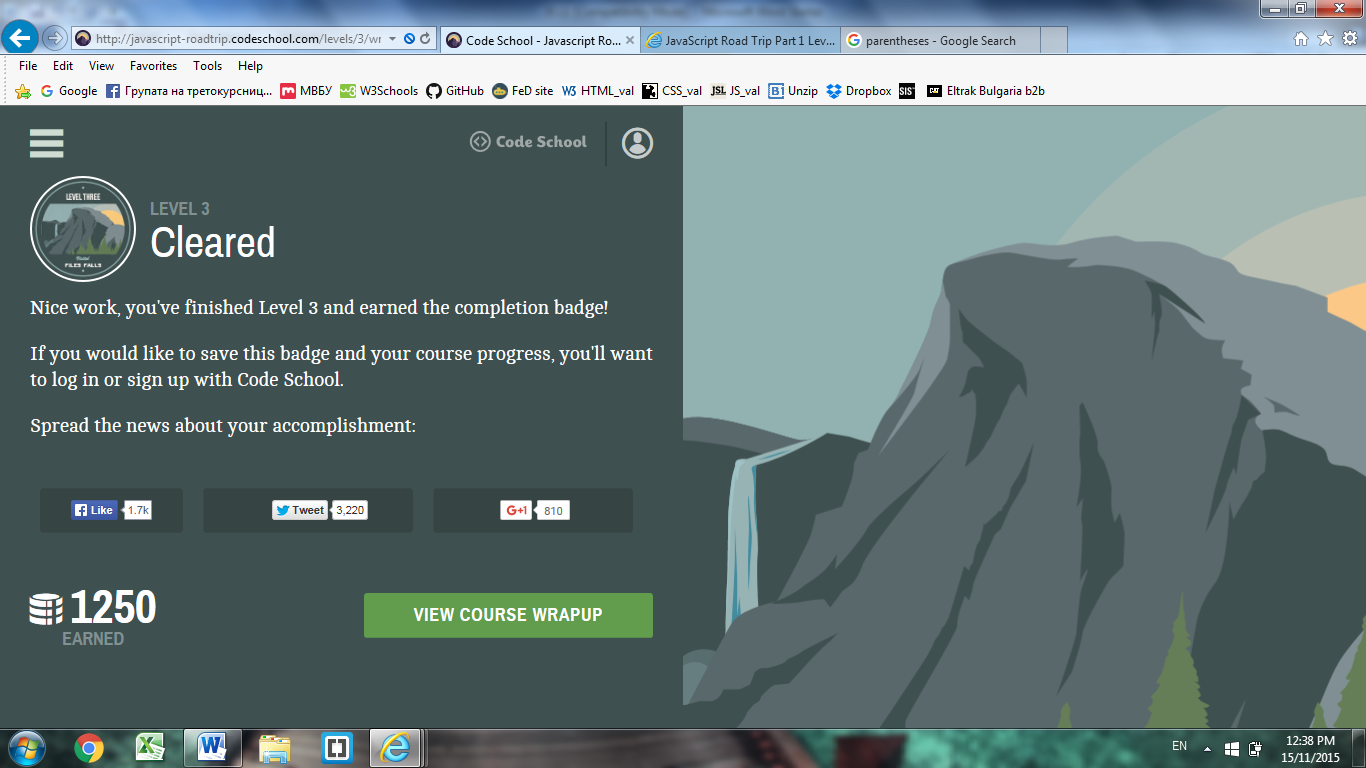 http://javascript-roadtrip.codeschool.com/levels/3/wr
Code School - Javascript Ro...
JavaScript Road Trip Part 1 Lev...
parentheses - Google Search
File Edit View Favorites Tools Help
Google
Групата на третокурсниц...
МВБУ
W3Schools
GitHub
FeD site
HTML_val
CSS_val
JS_val
Unzip
Dropbox
Eltrak Bulgaria b2b
Code School
LEVEL THREE
FILES FALLS
LEVEL 3
Cleared
Nice work, you've finished Level 3 and earned the completion badge!
If you would like to save this badge and your course progress, you'll want
to log in or sign up with Code School.
Spread the news about your accomplishment:
Like 1.7k
Tweet 3,220
G+1 810
1250
EARNED
VIEW COURSE WRAPUP
EN
12:38 PM
15/11/2015